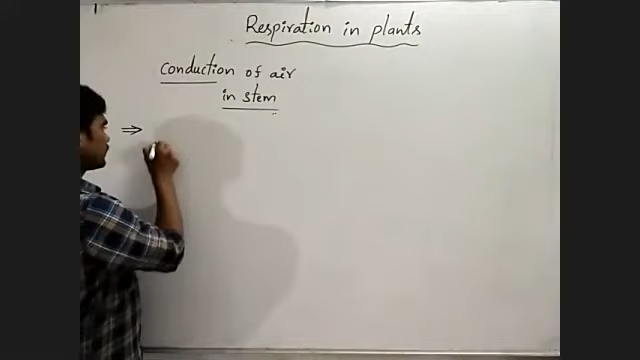 Respiration in plants
Conduction of air
in stem
⇒